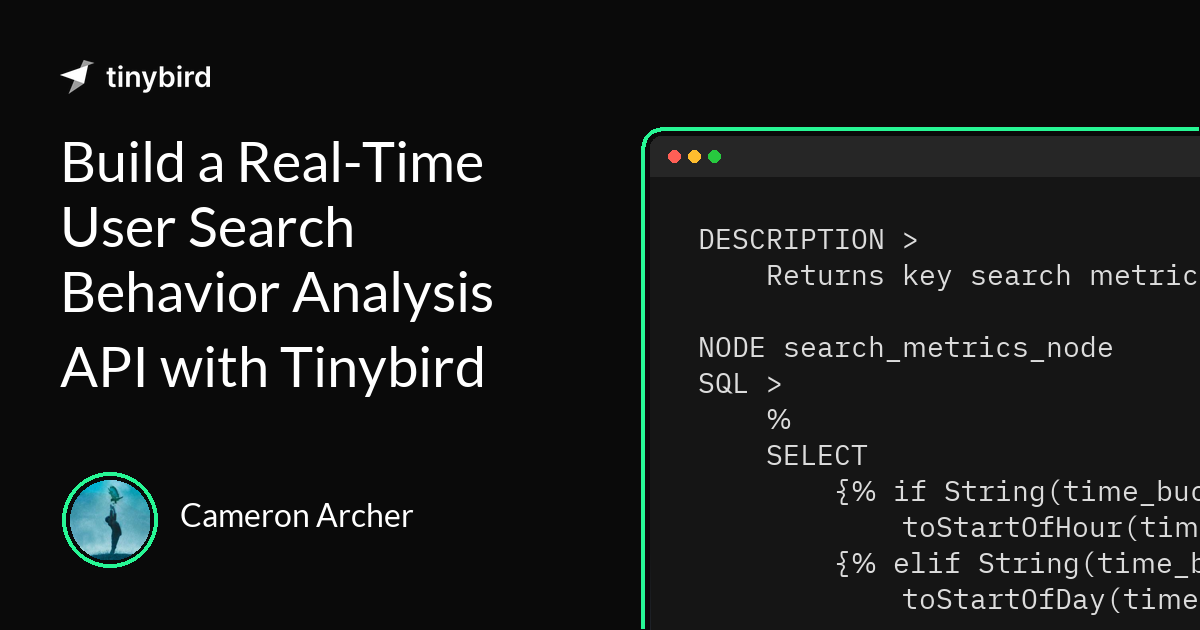 tinybird
Build a Real-Time
User Search
Behavior Analysis
API with Tinybird
Cameron Archer
DESCRIPTION >
Returns key search metric
NODE search_metrics_node
SQL >
%
SELECT
{% if String(time_buc
toStartOfHour(tim
{% elif String(time_b
toStartOfDay(time